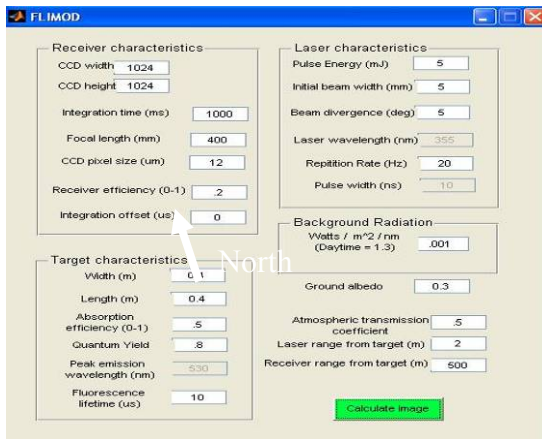 FLIMOD
Receiver characteristics
CCD width 1024
CCD height 1024
Integration time (ms) 1000
Focal length (mm) 400
CCD pixel size (um) 12
Receiver efficiency (0-1) .2
Integration offset (us) 0
Target characteristics
Width (m)
Length (m) 0.4
Absorption
efficiency (0-1) .5
Quantum Yield .8
Peak emission
wavelength (nm) 530
Fluorescence
lifetime (us) 10
Laser characteristics
Pulse Energy (mJ) 5
Initial beam width (mm) 5
Beam divergence (deg) 5
Laser wavelength (nm) 355
Repitition Rate (Hz) 20
Pulse width (ns) 10
Background Radiation
Watts / m^2 / nm
(Daytime = 1.3) .001
Ground albedo 0.3
Atmospheric transmission
coefficient .5
Laser range from target (m) 2
Receiver range from target (m) 500
Calculate image
North